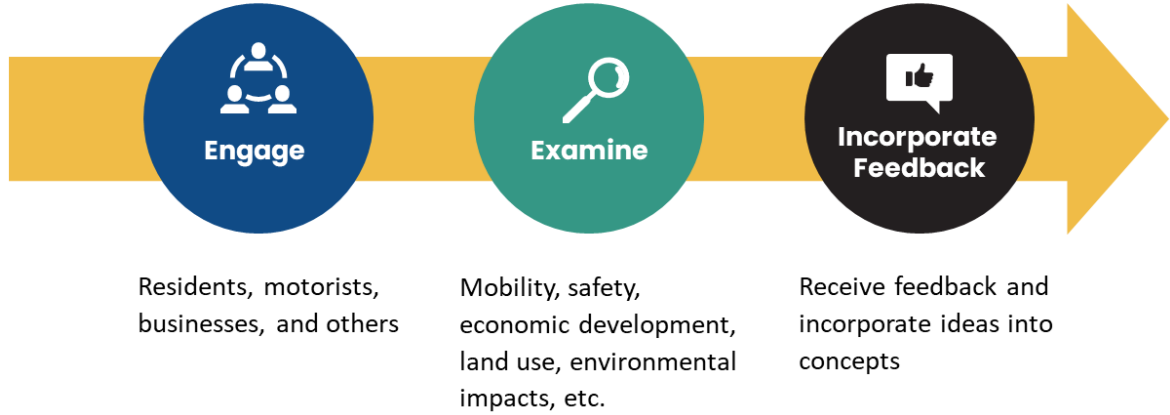 Engage
Examine
Incorporate
Feedback
Residents, motorists,
businesses, and others
Mobility, safety,
economic development,
land use, environmental
impacts, etc.
Receive feedback and
incorporate ideas into
concepts